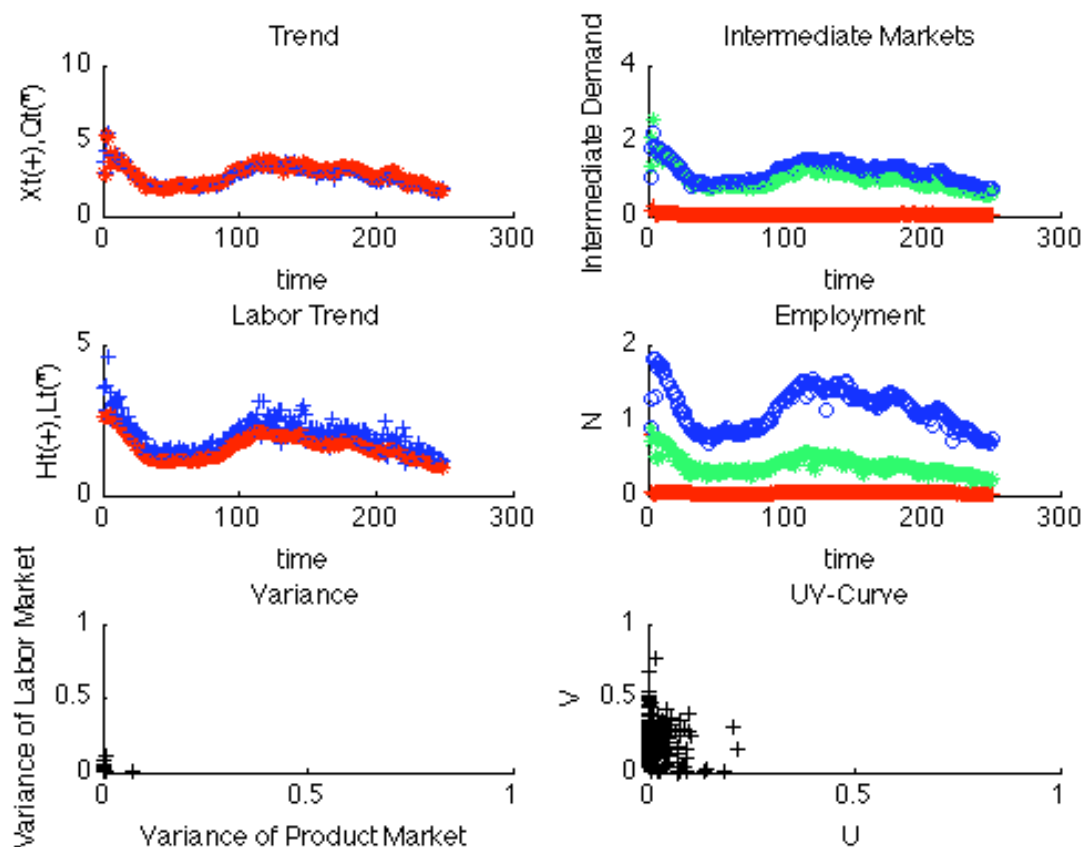 Trend
Xt(+),Qt(*)
10
5
0
0 100 200 300
time
Intermediate Markets
Intermediate Demand
4
2
0
0 100 200 300
time
Labor Trend
Ht(+),Lt(*)
5
0
0 100 200 300
time
Employment
N
2
1
0
0 100 200 300
time
Variance
Variance of Labor Market
1
0.5
0
0 0.5 1
Variance of Product Market
UV-Curve
V
1
0.5
0
0 0.5 1
U